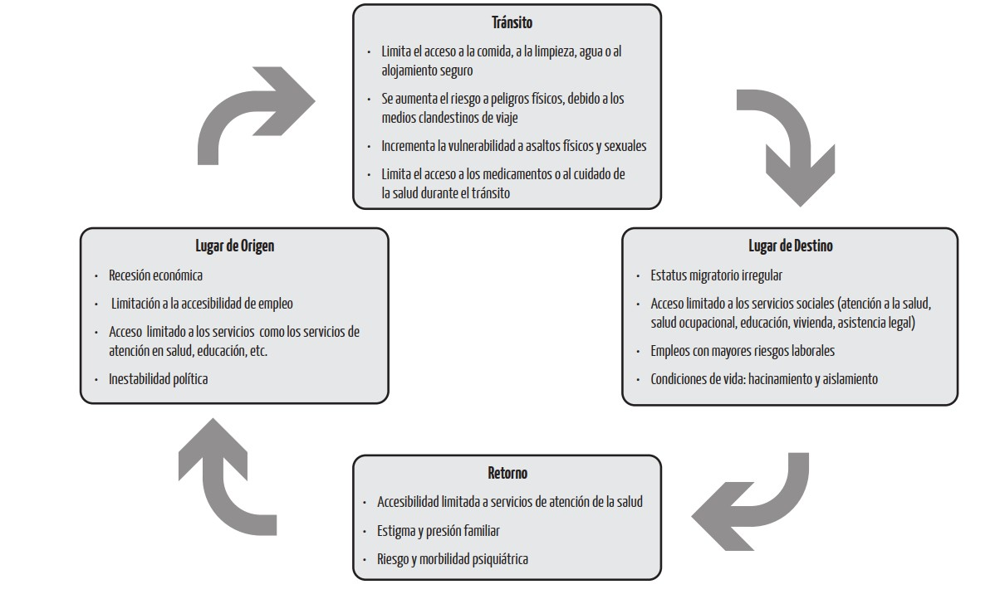 Tránsito
• Limita el acceso a la comida, a la limpieza, agua o al
alojamiento seguro
• Se aumenta el riesgo a peligros físicos, debido a los
medios clandestinos de viaje
• Incrementa la vulnerabilidad a asaltos físicos y sexuales
• Limita el acceso a los medicamentos o al cuidado de
la salud durante el tránsito
Lugar de Origen
• Recesión económica
• Limitación a la accesibilidad de empleo
• Acceso limitado a los servicios como los servicios de
atención en salud, educación, etc.
• Inestabilidad política
Lugar de Destino
• Estatus migratorio irregular
• Acceso limitado a los servicios sociales (atención a la salud,
salud ocupacional, educación, vivienda, asistencia legal)
• Empleos con mayores riesgos laborales
• Condiciones de vida: hacinamiento y aislamiento
Retorno
• Accesibilidad limitada a servicios de atención de la salud
• Estigma y presión familiar
• Riesgo y morbilidad psiquiátrica